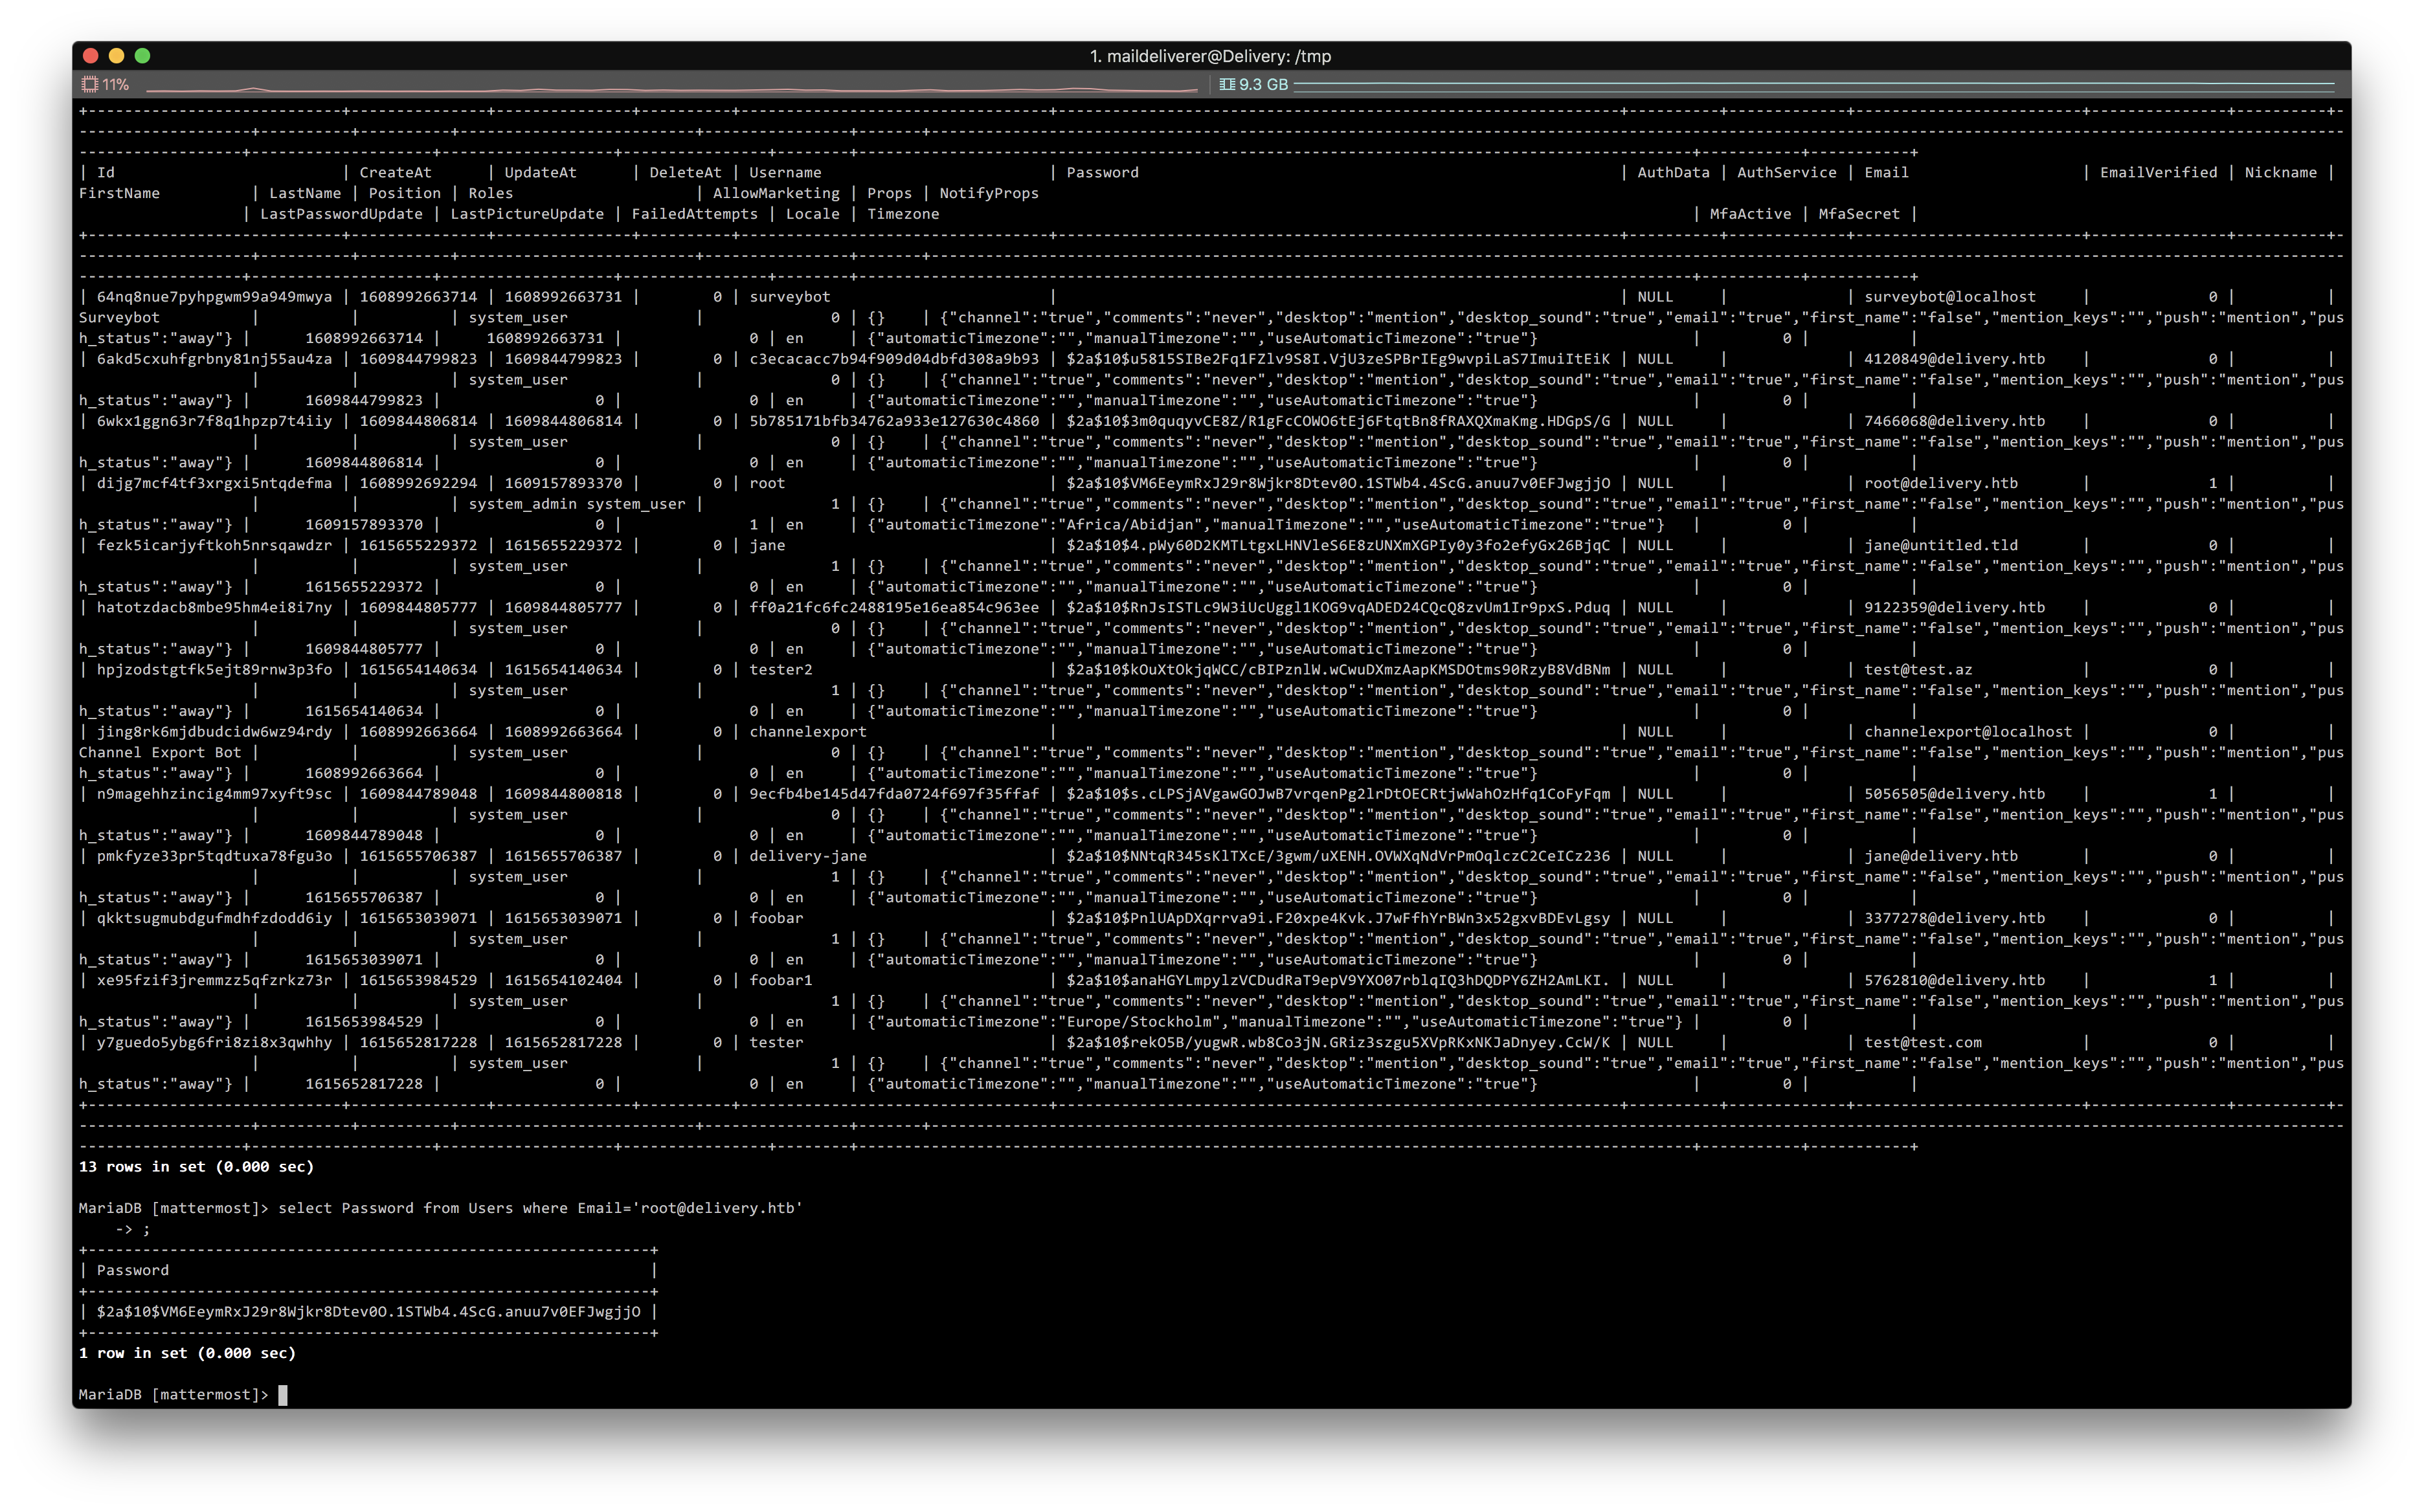 1. maildeliverer@Delivery: /tmp
11% 9.3 GB
| Id | CreateAt | UpdateAt | DeleteAt | Username | Password | AuthData | AuthService | Email | EmailVerified | Nickname |
FirstName | LastName | Position | Roles | AllowMarketing | Props | NotifyProps
| LastPasswordUpdate | LastPictureUpdate | FailedAttempts | Locale | Timezone | MfaActive | MfaSecret |
| 64nq8nue7pyhpgwm99a949mwya | 1608992663714 | 1608992663731 | 0 | surveybot | | NULL | | surveybot@localhost | 0 | |
Surveybot | | | system_user | 0 | {} | {"channel":"true","comments":"never","desktop":"mention","desktop_sound":"true","email":"true","first_name":"false","mention_keys":"","push":"mention","pus
h_status":"away"} | 1608992663714 | 1608992663731 | 0 | en | {"automaticTimezone":"","manualTimezone":"","useAutomaticTimezone":"true"} | 0 | |
| 6akd5cxuhfgrbny81nj55au4za | 1609844799823 | 1609844799823 | 0 | c3ecacacc7b94f909d04dbfd308a9b93 | $2a$10$u5815SIBe2Fq1FZlv9S8I.VjU3zeSPBrIEg9wvpiLaS7ImuiItEiK | NULL | | 4120849@delivery.htb | 0 | |
| | | system_user | 0 | {} | {"channel":"true","comments":"never","desktop":"mention","desktop_sound":"true","email":"true","first_name":"false","mention_keys":"","push":"mention","pus
h_status":"away"} | 1609844799823 | 0 | 0 | en | {"automaticTimezone":"","manualTimezone":"","useAutomaticTimezone":"true"} | 0 | |
| 6wkx1ggn63r7f8q1hpzp7t4iiy | 1609844806814 | 1609844806814 | 0 | 5b785171bfb34762a933e127630c4860 | $2a$10$3m0quqyvCE8Z/R1gFcCOWO6tEj6FtqtBn8fRAXQXmaKmg.HDGpS/G | NULL | | 7466068@delivery.htb | 0 | |
| | | system_user | 0 | {} | {"channel":"true","comments":"never","desktop":"mention","desktop_sound":"true","email":"true","first_name":"false","mention_keys":"","push":"mention","pus
h_status":"away"} | 1609844806814 | 0 | 0 | en | {"automaticTimezone":"","manualTimezone":"","useAutomaticTimezone":"true"} | 0 | |
| dijg7mcf4tf3xrgxi5ntqdefma | 1608992692294 | 1609157893370 | 0 | root | $2a$10$VM6EeymRxJ29r8Wjkr8Dtev0O.1STWb4.4ScG.anuu7v0EFJwgjjO | NULL | | root@delivery.htb | 1 | |
| | | system_admin system_user | 1 | {} | {"channel":"true","comments":"never","desktop":"mention","desktop_sound":"true","email":"true","first_name":"false","mention_keys":"","push":"mention","pus
h_status":"away"} | 1609157893370 | 0 | 1 | en | {"automaticTimezone":"Africa/Abidjan","manualTimezone":"","useAutomaticTimezone":"true"} | 0 | |
| fezk5icarjyftkoh5nrsqawdzr | 1615655229372 | 1615655229372 | 0 | jane | $2a$10$4.pWy60D2KMTLtgxLHNVleS6E8zUNXmXGPIy0y3fo2efyGx26BjqC | NULL | | jane@untitled.tld | 0 | |
| | | system_user | 1 | {} | {"channel":"true","comments":"never","desktop":"mention","desktop_sound":"true","email":"true","first_name":"false","mention_keys":"","push":"mention","pus
h_status":"away"} | 1615655229372 | 0 | 0 | en | {"automaticTimezone":"","manualTimezone":"","useAutomaticTimezone":"true"} | 0 | |
| hatotzdacb8mbe95hm4ei8i7ny | 1609844805777 | 1609844805777 | 0 | ff0a21fc6fc2488195e16ea854c963ee | $2a$10$RnJsISTLc9W3iUcUggl1KOG9vqADED24CQcQ8zvUm1Ir9pxS.Pduq | NULL | | 9122359@delivery.htb | 0 | |
| | | system_user | 0 | {} | {"channel":"true","comments":"never","desktop":"mention","desktop_sound":"true","email":"true","first_name":"false","mention_keys":"","push":"mention","pus
h_status":"away"} | 1609844805777 | 0 | 0 | en | {"automaticTimezone":"","manualTimezone":"","useAutomaticTimezone":"true"} | 0 | |
| hpjzodstgtfk5ejt89rnw3p3fo | 1615654140634 | 1615654140634 | 0 | tester2 | $2a$10$kOuXtOkjqWCC/cBIPznlW.wCwuDXmzAapKMSDOtms90RzyB8VdBNm | NULL | | test@test.az | 0 | |
| | | system_user | 1 | {} | {"channel":"true","comments":"never","desktop":"mention","desktop_sound":"true","email":"true","first_name":"false","mention_keys":"","push":"mention","pus
h_status":"away"} | 1615654140634 | 0 | 0 | en | {"automaticTimezone":"","manualTimezone":"","useAutomaticTimezone":"true"} | 0 | |
| jing8rk6mjdbudcidw6wz94rdy | 1608992663664 | 1608992663664 | 0 | channelexport | | NULL | | channelexport@localhost | 0 | |
Channel Export Bot | | | system_user | 0 | {} | {"channel":"true","comments":"never","desktop":"mention","desktop_sound":"true","email":"true","first_name":"false","mention_keys":"","push":"mention","pus
h_status":"away"} | 1608992663664 | 0 | 0 | en | {"automaticTimezone":"","manualTimezone":"","useAutomaticTimezone":"true"} | 0 | |
| n9magehhzincig4mm97xyft9sc | 1609844789048 | 1609844800818 | 0 | 9ecfb4be145d47fda0724f697f35ffaf | $2a$10$s.cLPSjAVgawGOJwB7vrqenPg2lrDtOECRtjwWahOzHfq1CoFyFqm | NULL | | 5056505@delivery.htb | 1 | |
| | | system_user | 0 | {} | {"channel":"true","comments":"never","desktop":"mention","desktop_sound":"true","email":"true","first_name":"false","mention_keys":"","push":"mention","pus
h_status":"away"} | 1609844789048 | 0 | 0 | en | {"automaticTimezone":"","manualTimezone":"","useAutomaticTimezone":"true"} | 0 | |
| pmkfyze33pr5tqdtuxa78fgu3o | 1615655706387 | 1615655706387 | 0 | delivery-jane | $2a$10$NNtqR345sKlTXcE/3gwm/uXENH.OVWXqNdVrPmOqlczC2CeICz236 | NULL | | jane@delivery.htb | 0 | |
| | | system_user | 1 | {} | {"channel":"true","comments":"never","desktop":"mention","desktop_sound":"true","email":"true","first_name":"false","mention_keys":"","push":"mention","pus
h_status":"away"} | 1615655706387 | 0 | 0 | en | {"automaticTimezone":"","manualTimezone":"","useAutomaticTimezone":"true"} | 0 | |
| qkktsugmubdgufmdhfzdodd6iy | 1615653039071 | 1615653039071 | 0 | foobar | $2a$10$PnlUApDXqrrva9i.F20xpe4Kvk.J7wFfhYrBWn3x52gxvBDEvLgsy | NULL | | 3377278@delivery.htb | 0 | |
| | | system_user | 1 | {} | {"channel":"true","comments":"never","desktop":"mention","desktop_sound":"true","email":"true","first_name":"false","mention_keys":"","push":"mention","pus
h_status":"away"} | 1615653039071 | 0 | 0 | en | {"automaticTimezone":"","manualTimezone":"","useAutomaticTimezone":"true"} | 0 | |
| xe95fzif3jremmzz5qfzrkz73r | 1615653984529 | 1615654102404 | 0 | foobar1 | $2a$10$anaHGYLmpylzVCDudRaT9epV9YXO07rblqIQ3hDQDPY6ZH2AmLKI. | NULL | | 5762810@delivery.htb | 1 | |
| | | system_user | 1 | {} | {"channel":"true","comments":"never","desktop":"mention","desktop_sound":"true","email":"true","first_name":"false","mention_keys":"","push":"mention","pus
h_status":"away"} | 1615653984529 | 0 | 0 | en | {"automaticTimezone":"Europe/Stockholm","manualTimezone":"","useAutomaticTimezone":"true"} | 0 | |
| y7guedo5ybg6fri8zi8x3qwhhy | 1615652817228 | 1615652817228 | 0 | tester | $2a$10$rekO5B/yugwR.wb8Co3jN.GRiz3szgu5XVpRKxNKJaDnyey.CcW/K | NULL | | test@test.com | 0 | |
| | | system_user | 1 | {} | {"channel":"true","comments":"never","desktop":"mention","desktop_sound":"true","email":"true","first_name":"false","mention_keys":"","push":"mention","pus
h_status":"away"} | 1615652817228 | 0 | 0 | en | {"automaticTimezone":"","manualTimezone":"","useAutomaticTimezone":"true"} | 0 | |
13 rows in set (0.000 sec)
MariaDB [mattermost]> select Password from Users where Email='root@delivery.htb'
-> ;
| Password |
| $2a$10$VM6EeymRxJ29r8Wjkr8Dtev0O.1STWb4.4ScG.anuu7v0EFJwgjjO |
1 row in set (0.000 sec)
MariaDB [mattermost]>